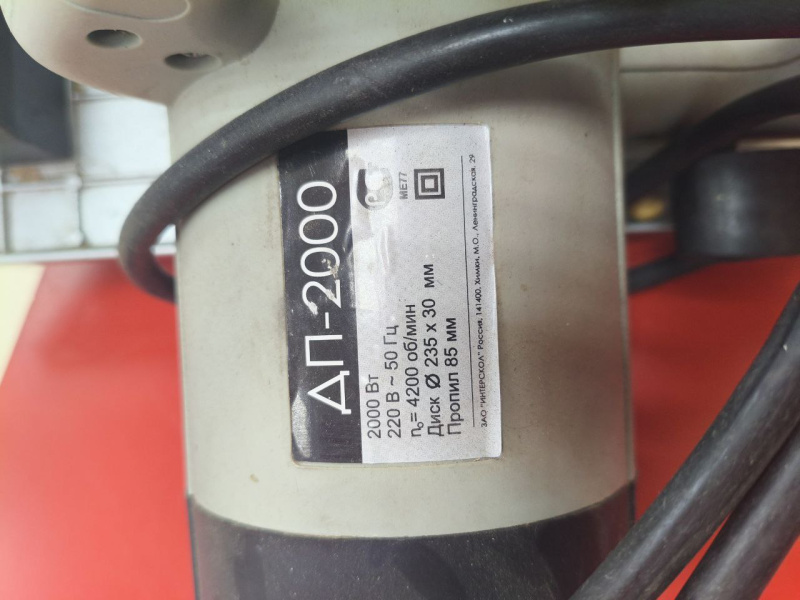 ДП-2000
МЕ77
2000 Вт
220 В ~ 50 Гц
n₀= 4200 об/мин
Диск Ø 235 x 30 мм
Пропил 85 мм
ЗАО "ИНТЕРСКОЛ" Россия, 141400, Химки, М.О., Ленинградская, 29